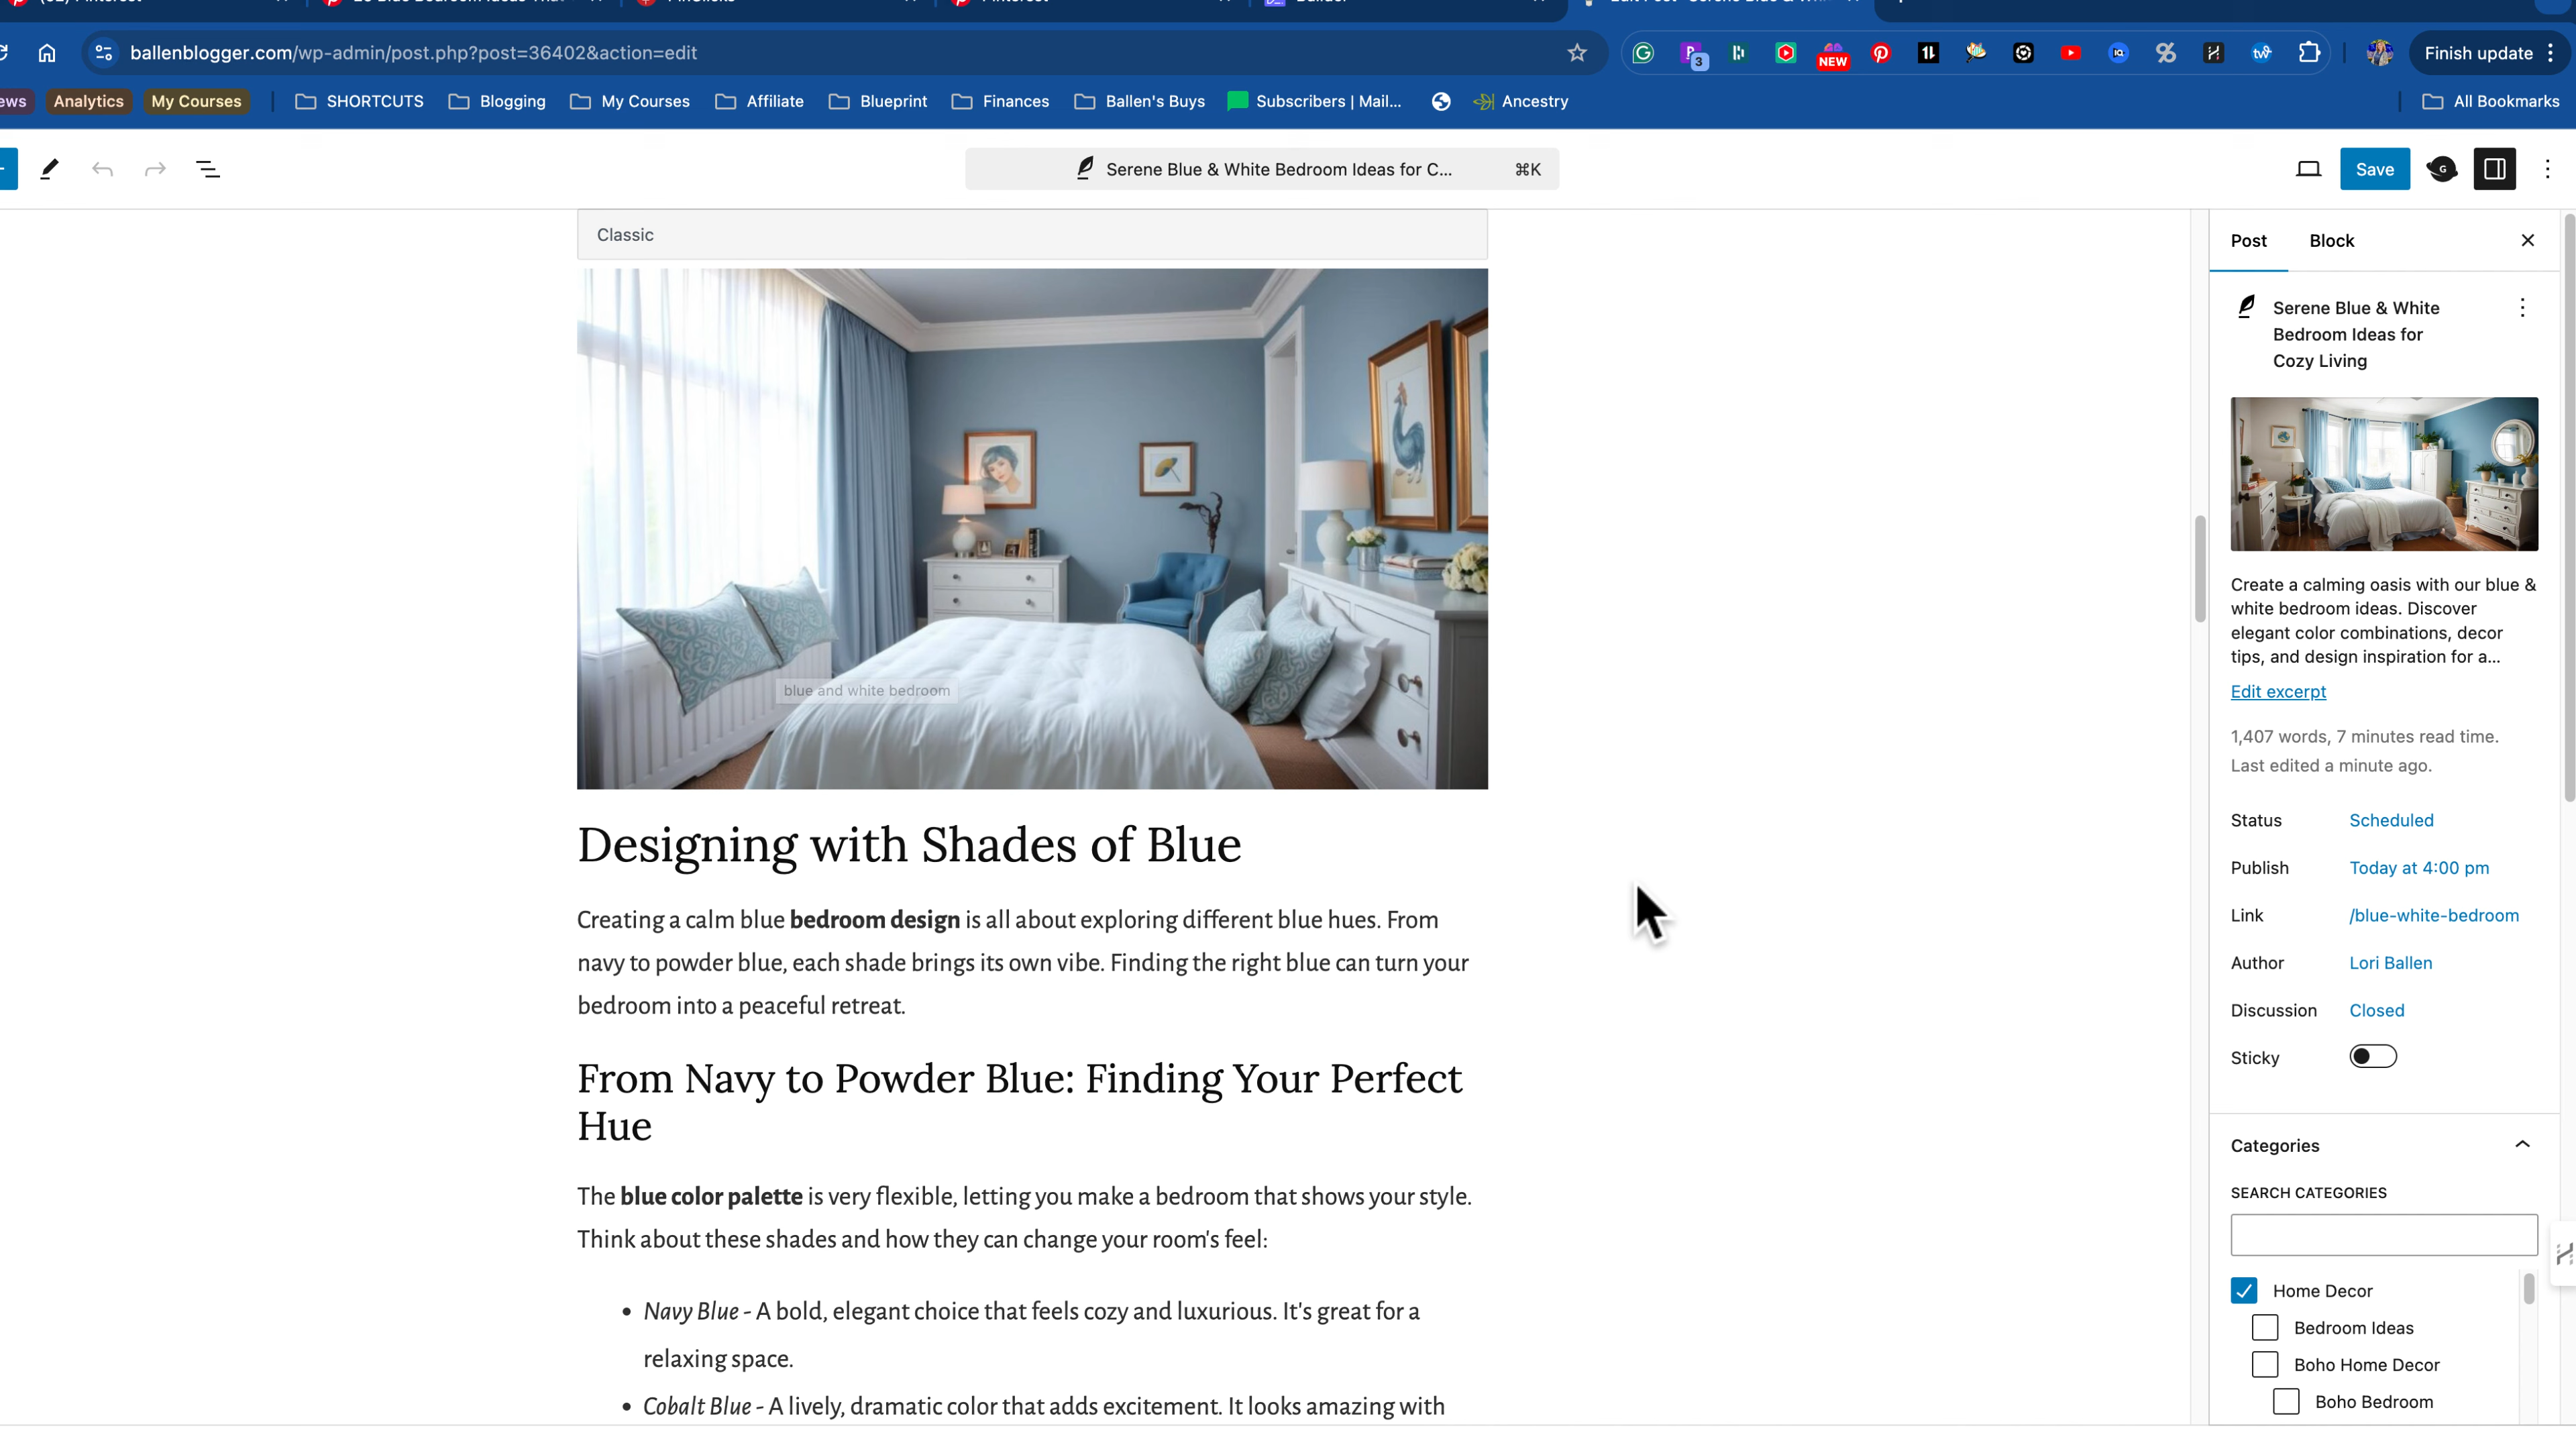 Pinterest
PinClicks
Pinterest
Builder
ballenblogger.com/wp-admin/post.php?post=36402&action=edit
3
NEW
Finish update
ews
Analytics
My Courses
SHORTCUTS
Blogging
My Courses
Affiliate
Blueprint
Finances
Ballen's Buys
Subscribers | Mail...
Ancestry
All Bookmarks
Serene Blue & White Bedroom Ideas for C...
⌘K
Save
G
Classic
blue and white bedroom
Designing with Shades of Blue
Creating a calm blue bedroom design is all about exploring different blue hues. From
navy to powder blue, each shade brings its own vibe. Finding the right blue can turn your
bedroom into a peaceful retreat.
From Navy to Powder Blue: Finding Your Perfect
Hue
The blue color palette is very flexible, letting you make a bedroom that shows your style.
Think about these shades and how they can change your room's feel:
• Navy Blue - A bold, elegant choice that feels cozy and luxurious. It's great for a
relaxing space.
• Cobalt Blue - A lively, dramatic color that adds excitement. It looks amazing with
Post
Block
Serene Blue & White
Bedroom Ideas for
Cozy Living
Create a calming oasis with our blue &
white bedroom ideas. Discover
elegant color combinations, decor
tips, and design inspiration for a...
Edit excerpt
1,407 words, 7 minutes read time.
Last edited a minute ago.
Status Scheduled
Publish Today at 4:00 pm
Link /blue-white-bedroom
Author Lori Ballen
Discussion Closed
Sticky
Categories
SEARCH CATEGORIES
Home Decor
Bedroom Ideas
Boho Home Decor
Boho Bedroom